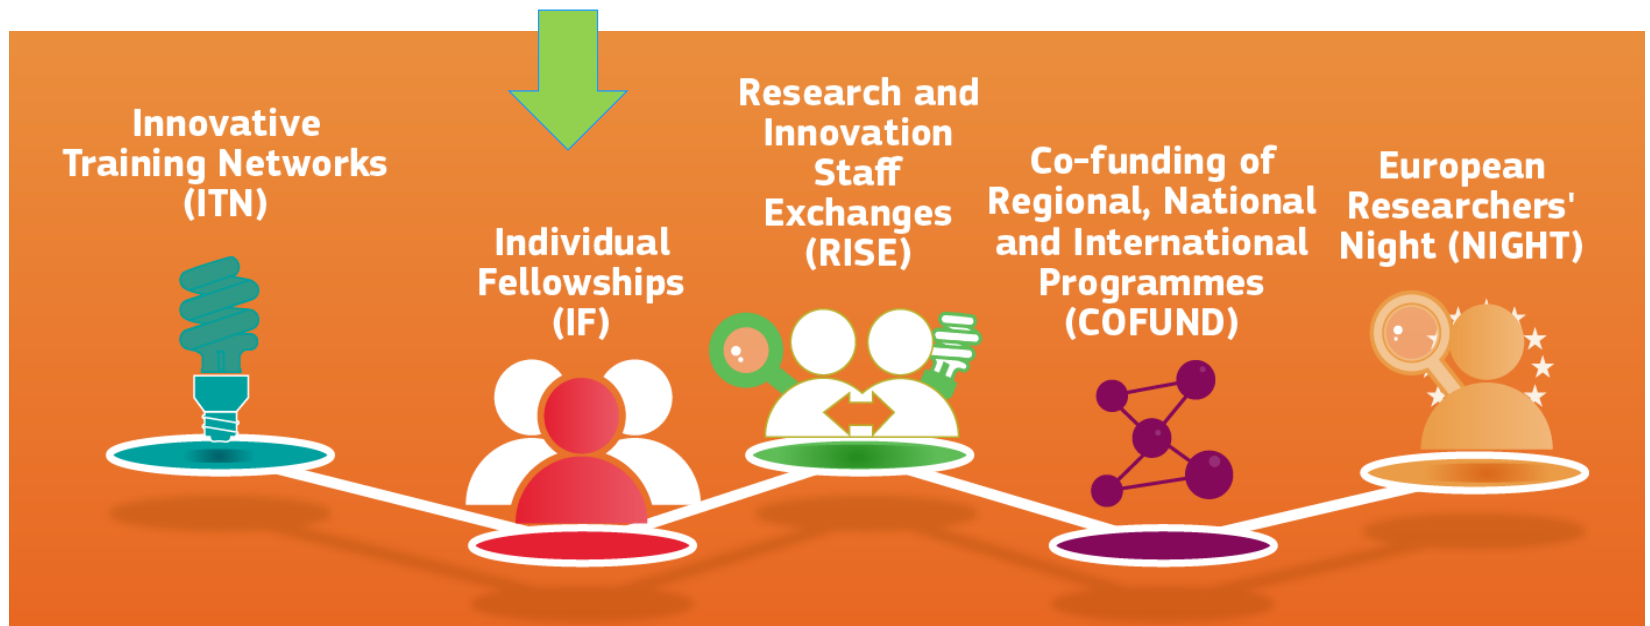 Innovative
Training Networks
(ITN)
Individual
Fellowships
(IF)
Research and
Innovation
Staff
Exchanges
(RISE)
Co-funding of
Regional, National
and International
Programmes
(COFUND)
European
Researchers'
Night (NIGHT)